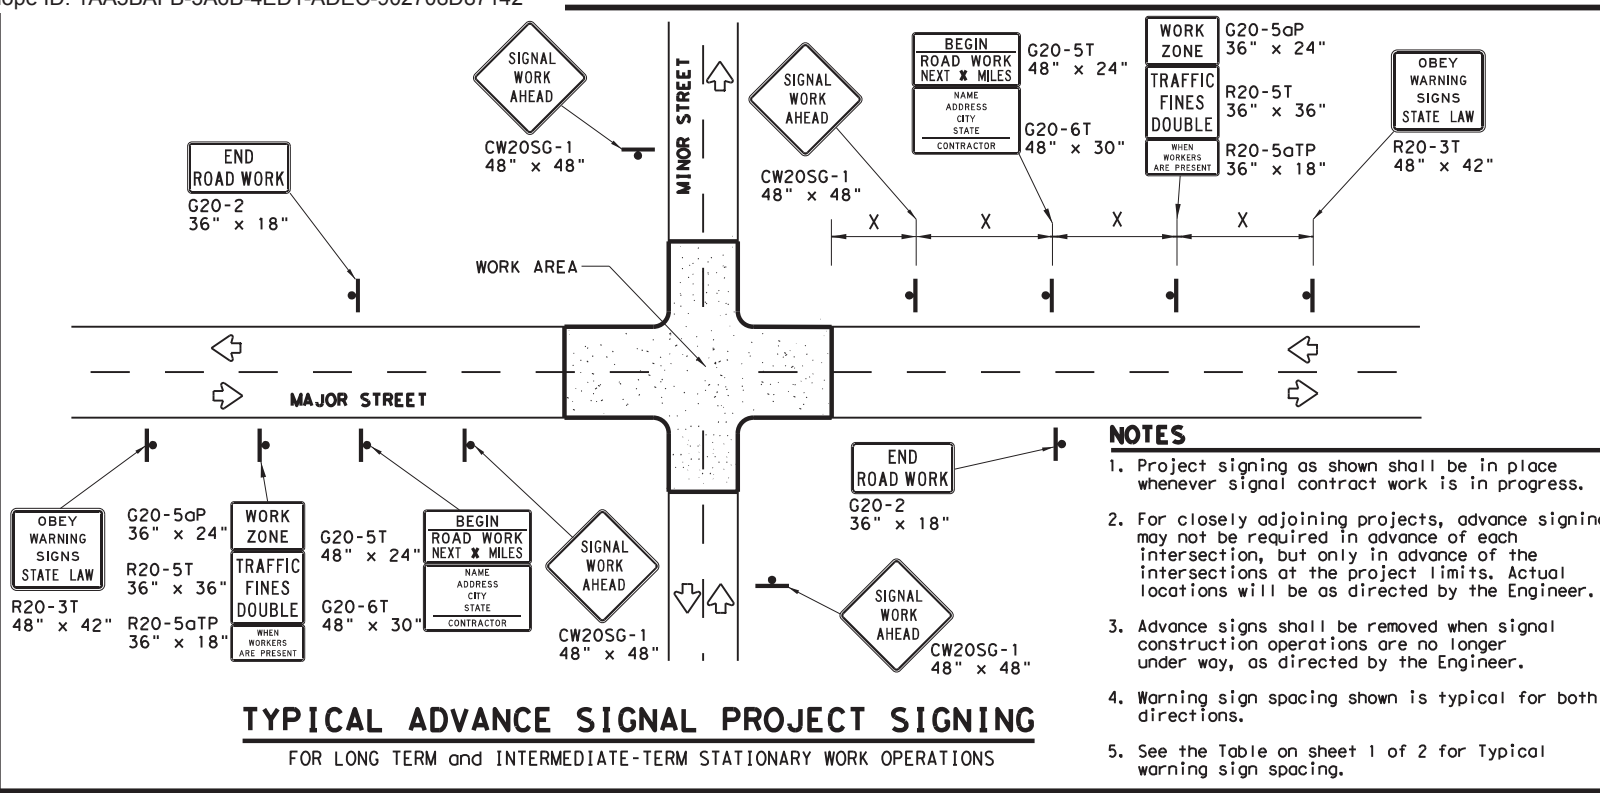 ope ID: 1AA5BAFB-5A6B-4ED1-ADEC-902708D87142
SIGNAL
WORK
AHEAD
CW20SG-1
48" x 48"
MINOR STREET
SIGNAL
WORK
AHEAD
CW20SG-1
48" x 48"
BEGIN
ROAD WORK
NEXT X MILES
NAME
ADDRESS
CITY
STATE
CONTRACTOR
G20-5T
48" x 24"
G20-6T
48" x 30"
WORK
ZONE
TRAFFIC
FINES
DOUBLE
WHEN
WORKERS
ARE PRESENT
G20-5aP
36" x 24"
R20-5T
36" x 36"
R20-5aTP
36" x 18"
OBEY
WARNING
SIGNS
STATE LAW
R20-3T
48" x 42"
END
ROAD WORK
G20-2
36" x 18"
X
X
X
X
WORK AREA
MAJOR STREET
OBEY
WARNING
SIGNS
STATE LAW
R20-3T
48" x 42"
G20-5aP
36" x 24"
R20-5T
36" x 36"
R20-5aTP
36" x 18"
WORK
ZONE
TRAFFIC
FINES
DOUBLE
WHEN
WORKERS
ARE PRESENT
G20-5T
48" x 24"
G20-6T
48" x 30"
BEGIN
ROAD WORK
NEXT X MILES
NAME
ADDRESS
CITY
STATE
CONTRACTOR
SIGNAL
WORK
AHEAD
CW20SG-1
48" x 48"
END
ROAD WORK
G20-2
36" x 18"
SIGNAL
WORK
AHEAD
CW20SG-1
48" x 48"
TYPICAL ADVANCE SIGNAL PROJECT SIGNING
FOR LONG TERM and INTERMEDIATE-TERM STATIONARY WORK OPERATIONS
NOTES
1. Project signing as shown shall be in place
whenever signal contract work is in progress.
2. For closely adjoining projects, advance signing
may not be required in advance of each
intersection, but only in advance of the
intersections at the project limits. Actual
locations will be as directed by the Engineer.
3. Advance signs shall be removed when signal
construction operations are no longer
under way, as directed by the Engineer.
4. Warning sign spacing shown is typical for both
directions.
5. See the Table on sheet 1 of 2 for Typical
warning sign spacing.